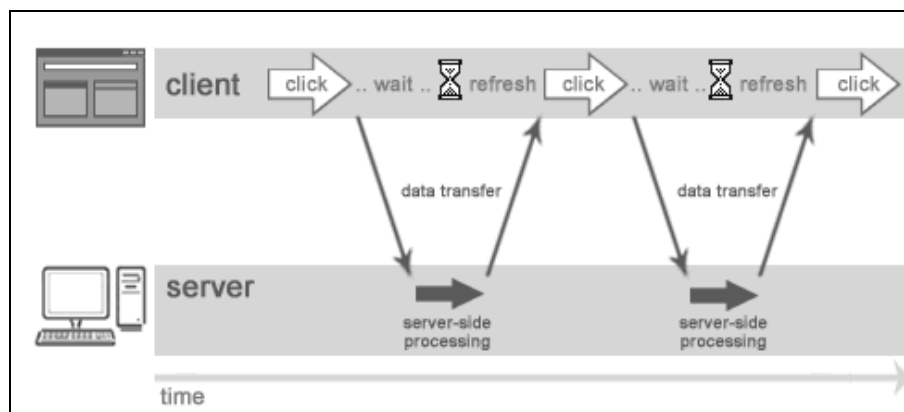 client click .. wait .. refresh click .. wait .. refresh click
data transfer data transfer
server
server-side server-side
processing processing
time